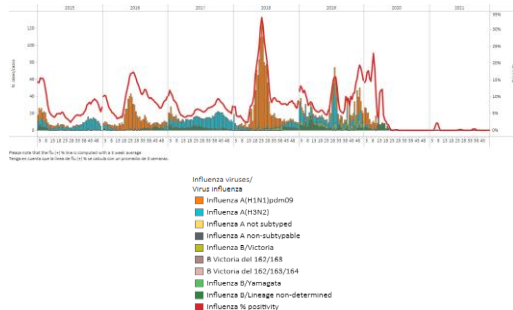 2015 2016 2017 2018 2019 2020 2021
120
100
80
60
40
20
0
35%
30%
25%
20%
15%
10%
5%
0%
Please note that the flu (+) % line is computed with a 3 week average
Tenga en cuenta que la línea de flu (+) % se calcula con un promedio de 3 semanas.
Influenza viruses/
Virus influenza
Influenza A(H1N1)pdm09
Influenza A(H3N2)
Influenza A not subtyped
Influenza A non-subtypable
Influenza B/Victoria
B Victoria del 162/163
B Victoria del 162/163/164
Influenza B/Yamagata
Influenza B/Lineage non-determined
Influenza % positivity